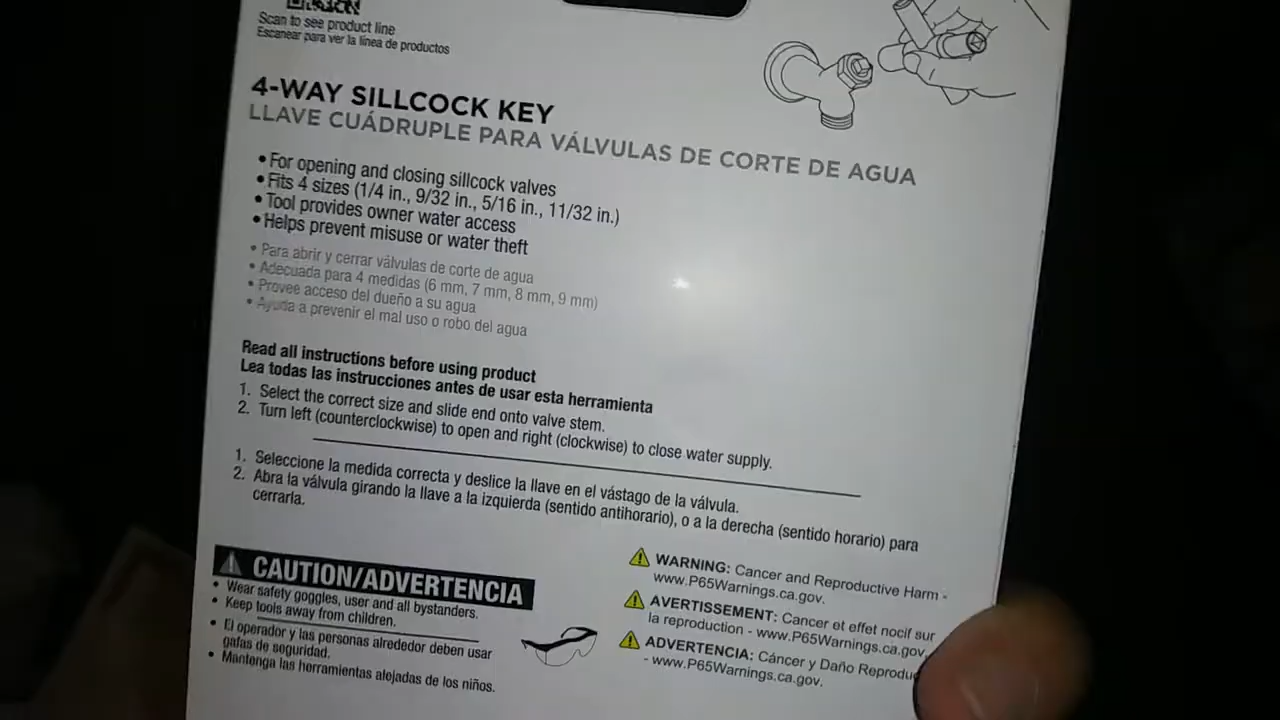 Scan to see product line
Escanear para ver la línea de productos
4-WAY SILLCOCK KEY
LLAVE CUÁDRUPLE PARA VÁLVULAS DE CORTE DE AGUA
• For opening and closing sillcock valves
• Fits 4 sizes (1/4 in., 9/32 in., 5/16 in., 11/32 in.)
• Tool provides owner water access
• Helps prevent misuse or water theft
• Para abrir y cerrar válvulas de corte de agua
• Adecuada para 4 medidas (6 mm, 7 mm, 8 mm, 9 mm)
• Provee acceso del dueño a su agua
• Ayuda a prevenir el mal uso o robo del agua
Read all instructions before using product
Lea todas las instrucciones antes de usar esta herramienta
1. Select the correct size and slide end onto valve stem.
2. Turn left (counterclockwise) to open and right (clockwise) to close water supply.
1. Seleccione la medida correcta y deslice la llave en el vástago de la válvula.
2. Abra la válvula girando la llave a la izquierda (sentido antihorario), o a la derecha (sentido horario) para
cerrarla.
CAUTION/ADVERTENCIA
• Wear safety goggles, user and all bystanders.
• Keep tools away from children.
• El operador y las personas alrededor deben usar
gafas de seguridad.
• Mantenga las herramientas alejadas de los niños.
WARNING: Cancer and Reproductive Harm -
www.P65Warnings.ca.gov.
AVERTISSEMENT: Cancer et effet nocif sur
la reproduction - www.P65Warnings.ca.gov.
ADVERTENCIA: Cáncer y Daño Reproduc
- www.P65Warnings.ca.gov.